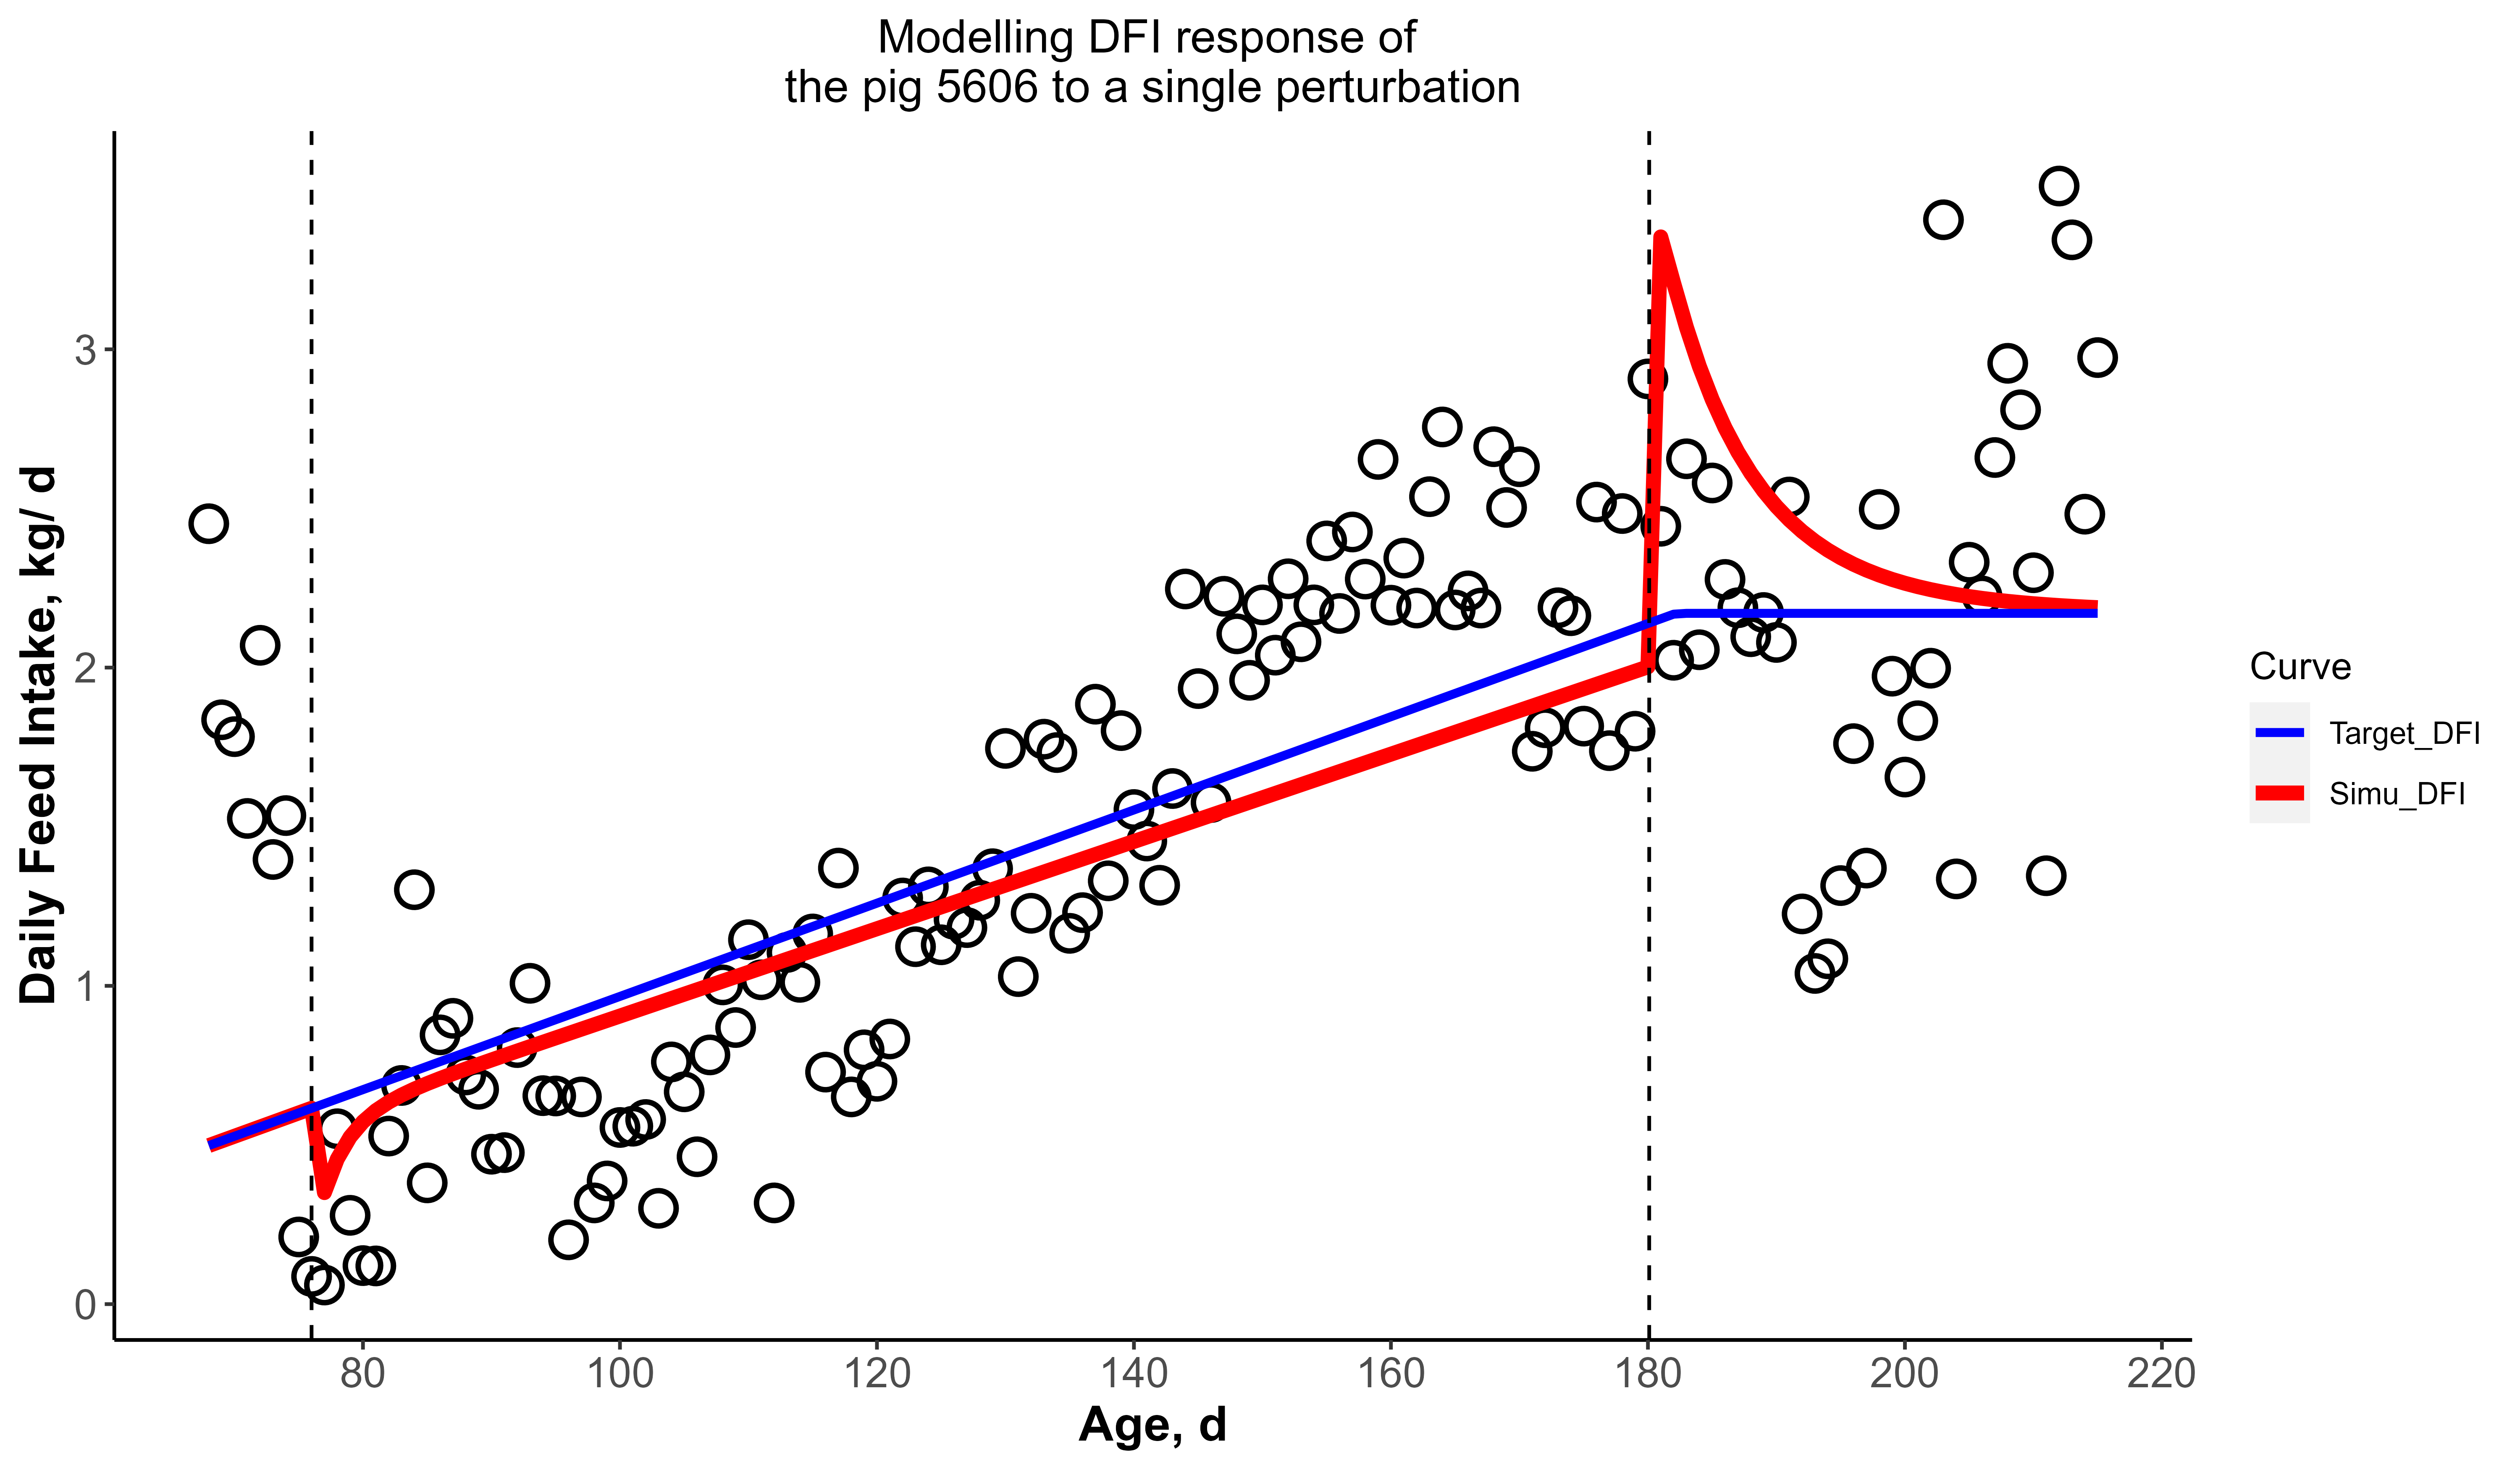 Modelling DFI response of
the pig 5606 to a single perturbation
Daily Feed Intake, kg/ d
3
2
1
0
80 100 120 140 160 180 200 220
Age, d
Curve
Target_DFI
Simu_DFI